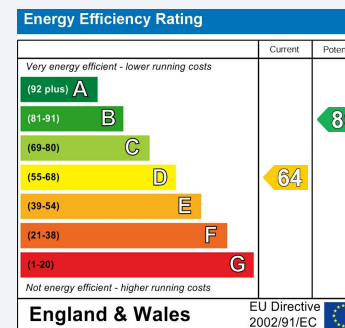 Energy Efficiency Rating
Current
Very energy efficient - lower running costs
(92 plus) A
(81-91) B
(69-80) C
(55-68) D 64
(39-54) E
(21-38) F
(1-20) G
Not energy efficient - higher running costs
England & Wales
EU Directive
2002/91/EC